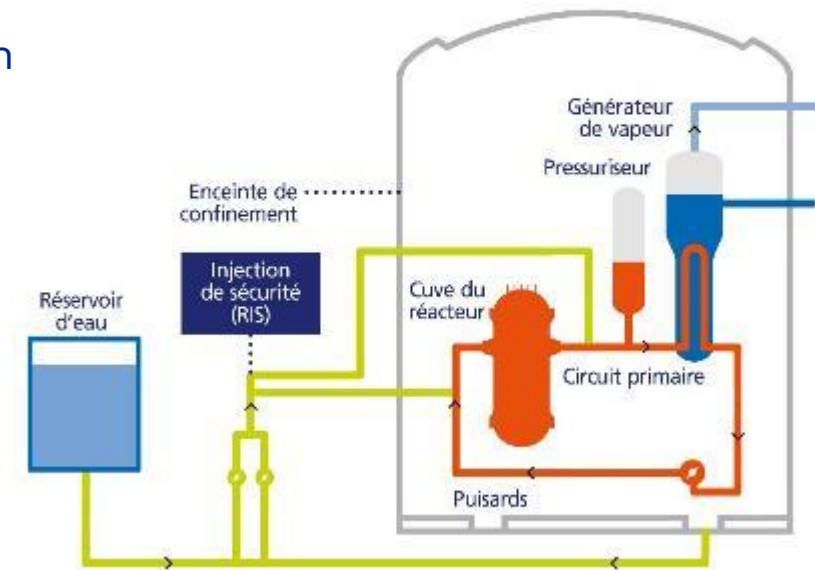 n
Générateur
de vapeur
Pressuriseur
Enceinte de
confinement
Injection
de sécurité
(RIS)
Cuve du
réacteur
Réservoir
d'eau
Circuit primaire
Puisards